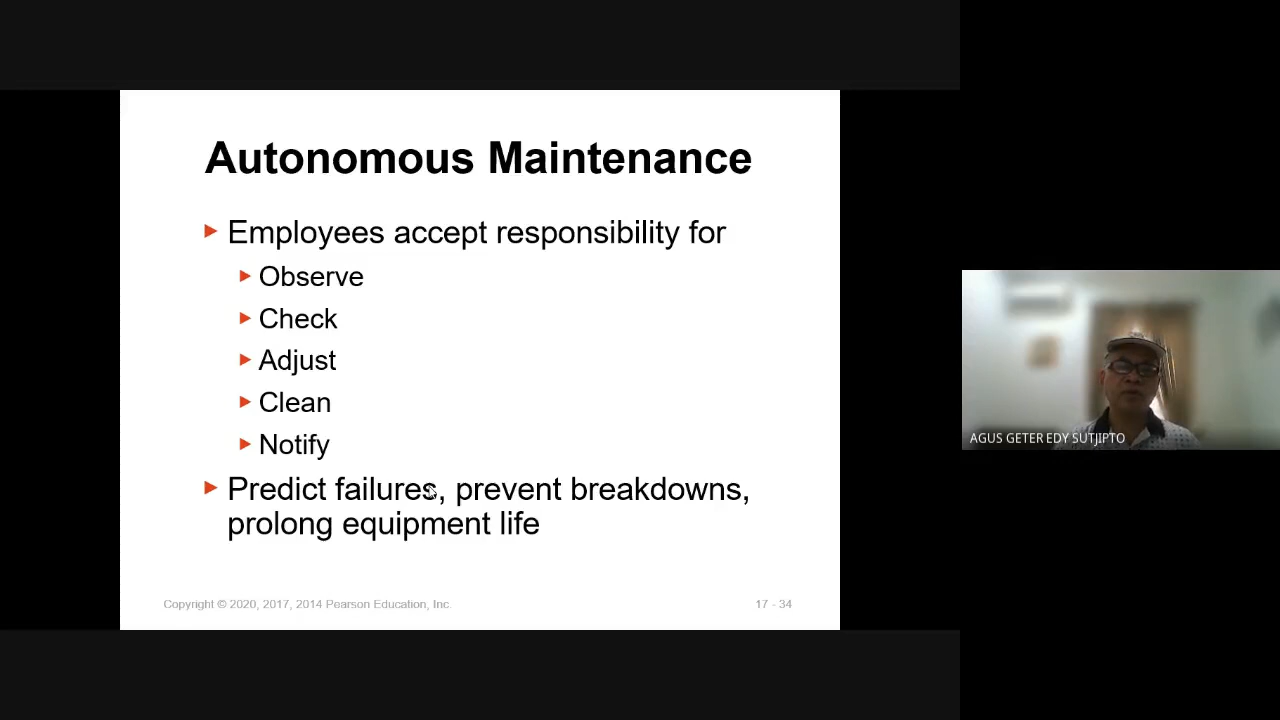 Autonomous Maintenance
Employees accept responsibility for
Observe
Check
Adjust
Clean
Notify
Predict failures, prevent breakdowns,
prolong equipment life
Copyright © 2020, 2017, 2014 Pearson Education, Inc.
17 - 34
AGUS GETER EDY SUTJIPTO